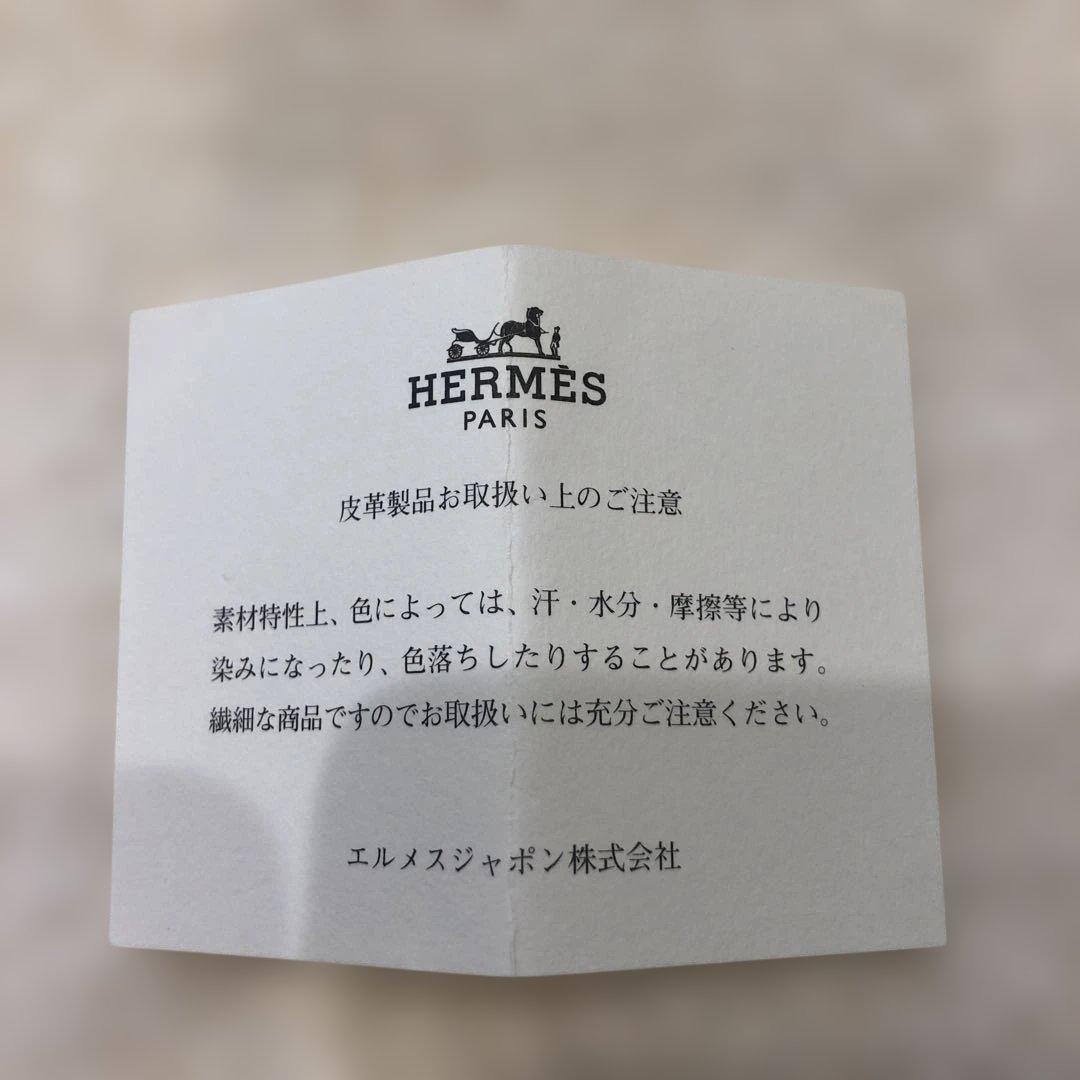 HERMÈS
PARIS
皮革製品お取扱い上のご注意
素材特性上、色によっては、汗・水分・摩擦等により
染みになったり、色落ちしたりすることがあります。
繊細な商品ですのでお取扱いには充分ご注意ください。
エルメスジャポン株式会社